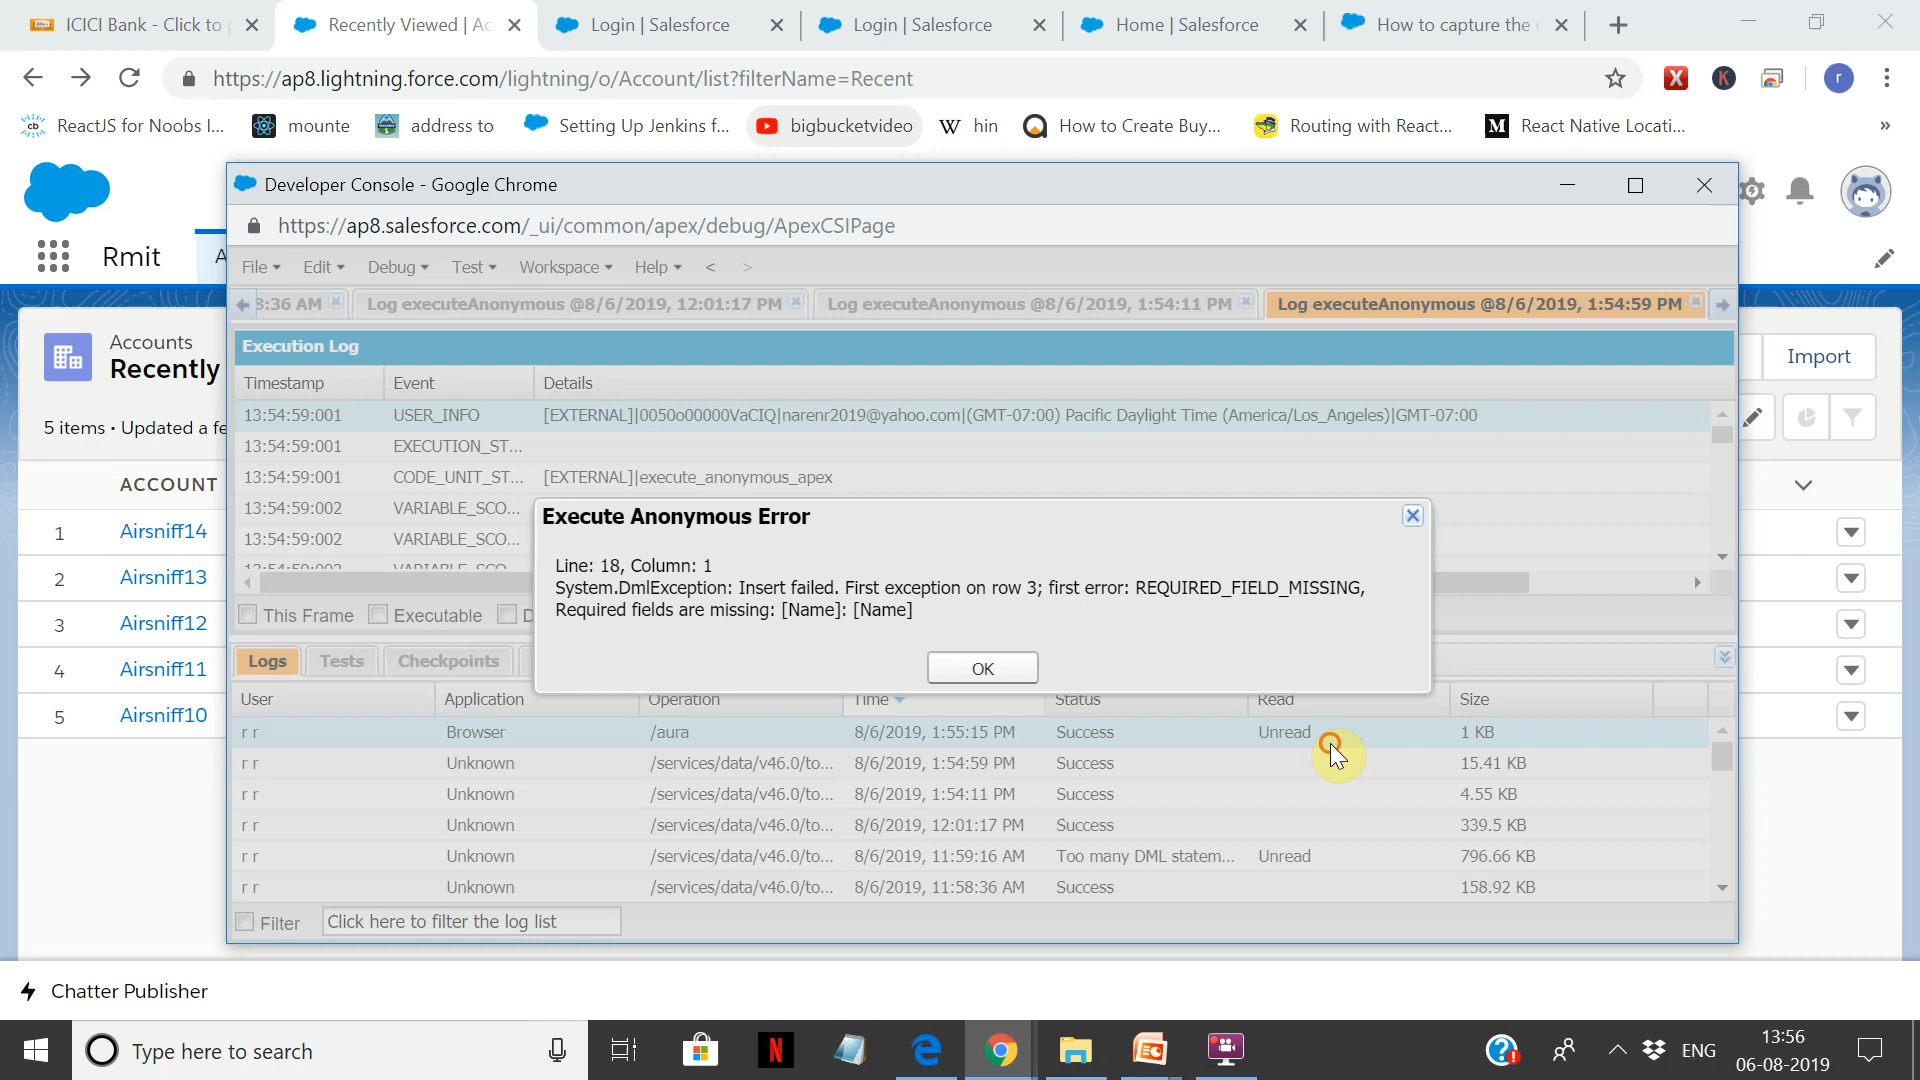 ICICI Bank - Click to
Recently Viewed | Ac
Login | Salesforce
Login | Salesforce
Home | Salesforce
How to capture the
https://ap8.lightning.force.com/lightning/o/Account/list?filterName=Recent
X
K
r
ReactJS for Noobs I...
mounte
address to
Setting Up Jenkins f...
bigbucketvideo
W hin
How to Create Buy...
Routing with React...
M React Native Locati...
»
Developer Console - Google Chrome
https://ap8.salesforce.com/_ui/common/apex/debug/ApexCSIPage
Rmit
A
File Edit Debug Test Workspace Help < >
8:36 AM
Log executeAnonymous @8/6/2019, 12:01:17 PM
Log executeAnonymous @8/6/2019, 1:54:11 PM
Log executeAnonymous @8/6/2019, 1:54:59 PM
Accounts
Recently
Import
5 items • Updated a fe
Execution Log
Timestamp Event Details
13:54:59:001 USER_INFO [EXTERNAL]|0050o00000VaCIQ|narenr2019@yahoo.com|(GMT-07:00) Pacific Daylight Time (America/Los_Angeles)|GMT-07:00
13:54:59:001 EXECUTION_ST...
13:54:59:001 CODE_UNIT_ST... [EXTERNAL]|execute_anonymous_apex
13:54:59:002 VARIABLE_SCO...
13:54:59:002 VARIABLE_SCO...
ACCOUNT
1 Airsniff14
2 Airsniff13
3 Airsniff12
4 Airsniff11
5 Airsniff10
Execute Anonymous Error
Line: 18, Column: 1
System.DmlException: Insert failed. First exception on row 3; first error: REQUIRED_FIELD_MISSING,
Required fields are missing: [Name]: [Name]
OK
This Frame Executable D
Logs Tests Checkpoints
User Application Operation Time Status Read Size
r r Browser /aura 8/6/2019, 1:55:15 PM Success Unread 1 KB
r r Unknown /services/data/v46.0/to... 8/6/2019, 1:54:59 PM Success 15.41 KB
r r Unknown /services/data/v46.0/to... 8/6/2019, 1:54:11 PM Success 4.55 KB
r r Unknown /services/data/v46.0/to... 8/6/2019, 12:01:17 PM Success 339.5 KB
r r Unknown /services/data/v46.0/to... 8/6/2019, 11:59:16 AM Too many DML statem... Unread 796.66 KB
r r Unknown /services/data/v46.0/to... 8/6/2019, 11:58:36 AM Success 158.92 KB
Filter Click here to filter the log list
Chatter Publisher
Type here to search
N
ENG
13:56
06-08-2019